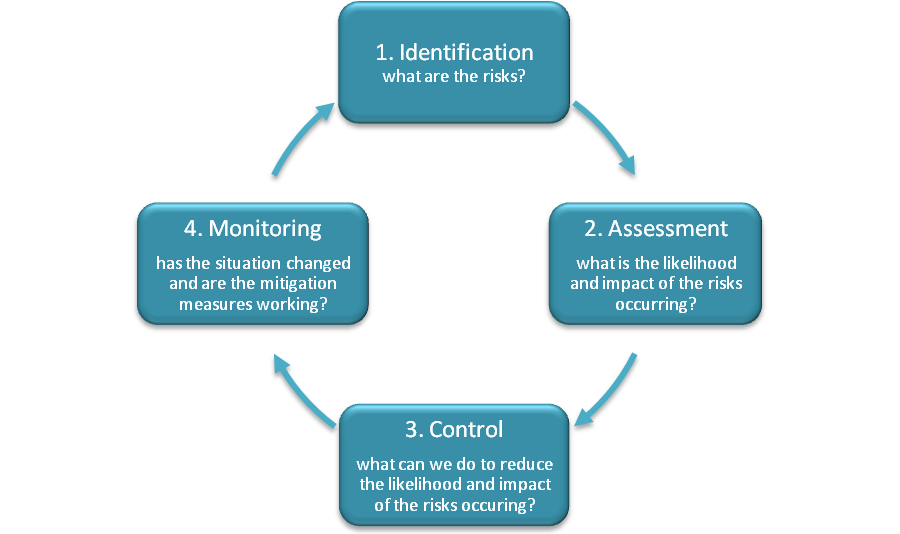 1. Identification
what are the risks?
2. Assessment
what is the likelihood
and impact of the risks
occurring?
3. Control
what can we do to reduce
the likelihood and impact
of the risks occuring?
4. Monitoring
has the situation changed
and are the mitigation
measures working?